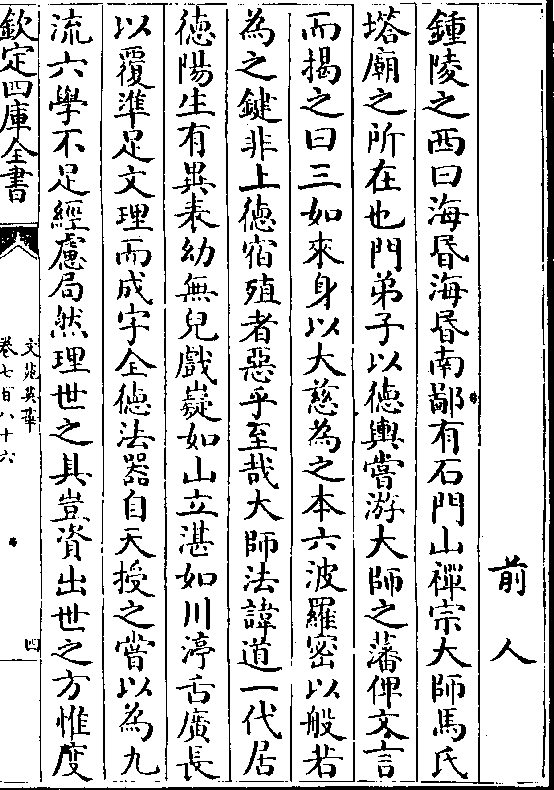 前人
鍾陵之西曰海昬海昬南鄙有石門山禪宗大師馬氏
塔廟之所在也門弟子以徳輿嘗游大師之藩俾文言
而揭之曰三如來身以大慈為之本六波羅密以般若
為之鍵非上徳宿殖者惡乎至哉大師法諱道一代居
徳陽生有異表幼無兒戲嶷如山立湛如川渟舌廣長
以覆準足文理而成字全徳法器自天授之嘗以為九
流六學不足經慮局然理世之具豈資出世之方惟度
欽定四庫全書
文苑英華
卷七百八十六
四